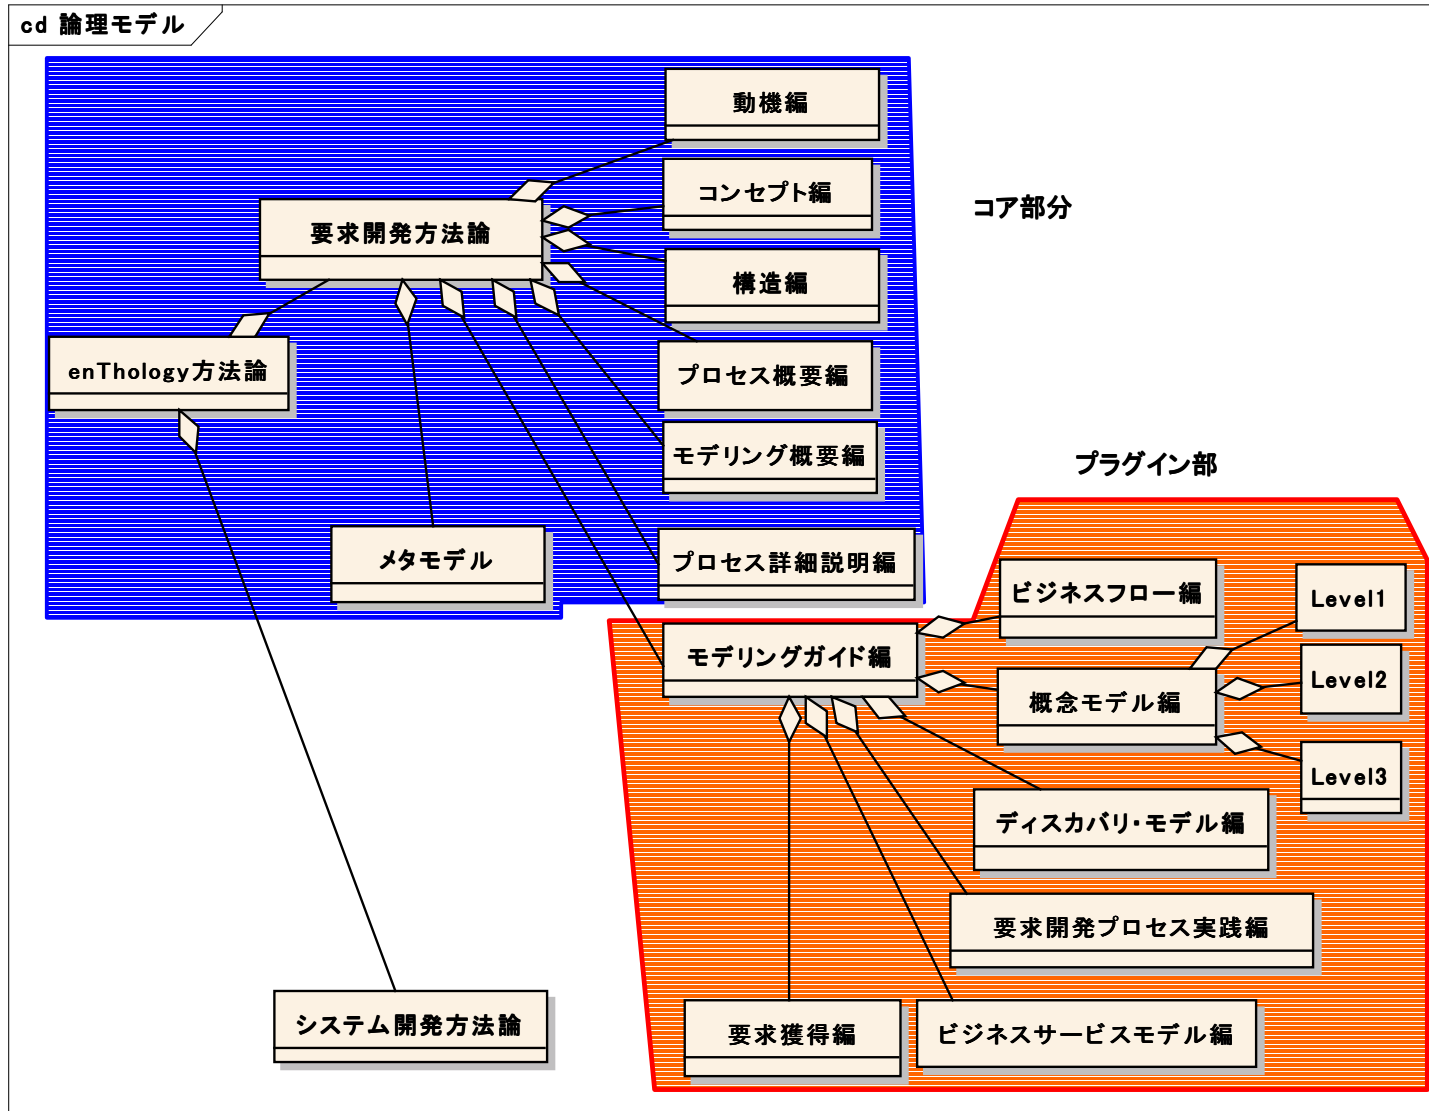 cd 論理モデル
動機編
コンセプト編
コア部分
要求開発方法論
構造編
enThology方法論
プロセス概要編
モデリング概要編
プラグイン部
メタモデル
プロセス詳細説明編
ビジネスフロー編
Level1
モデリングガイド編
概念モデル編
Level2
Level3
ディスカバリ・モデル編
要求開発プロセス実践編
システム開発方法論
要求獲得編
ビジネスサービスモデル編